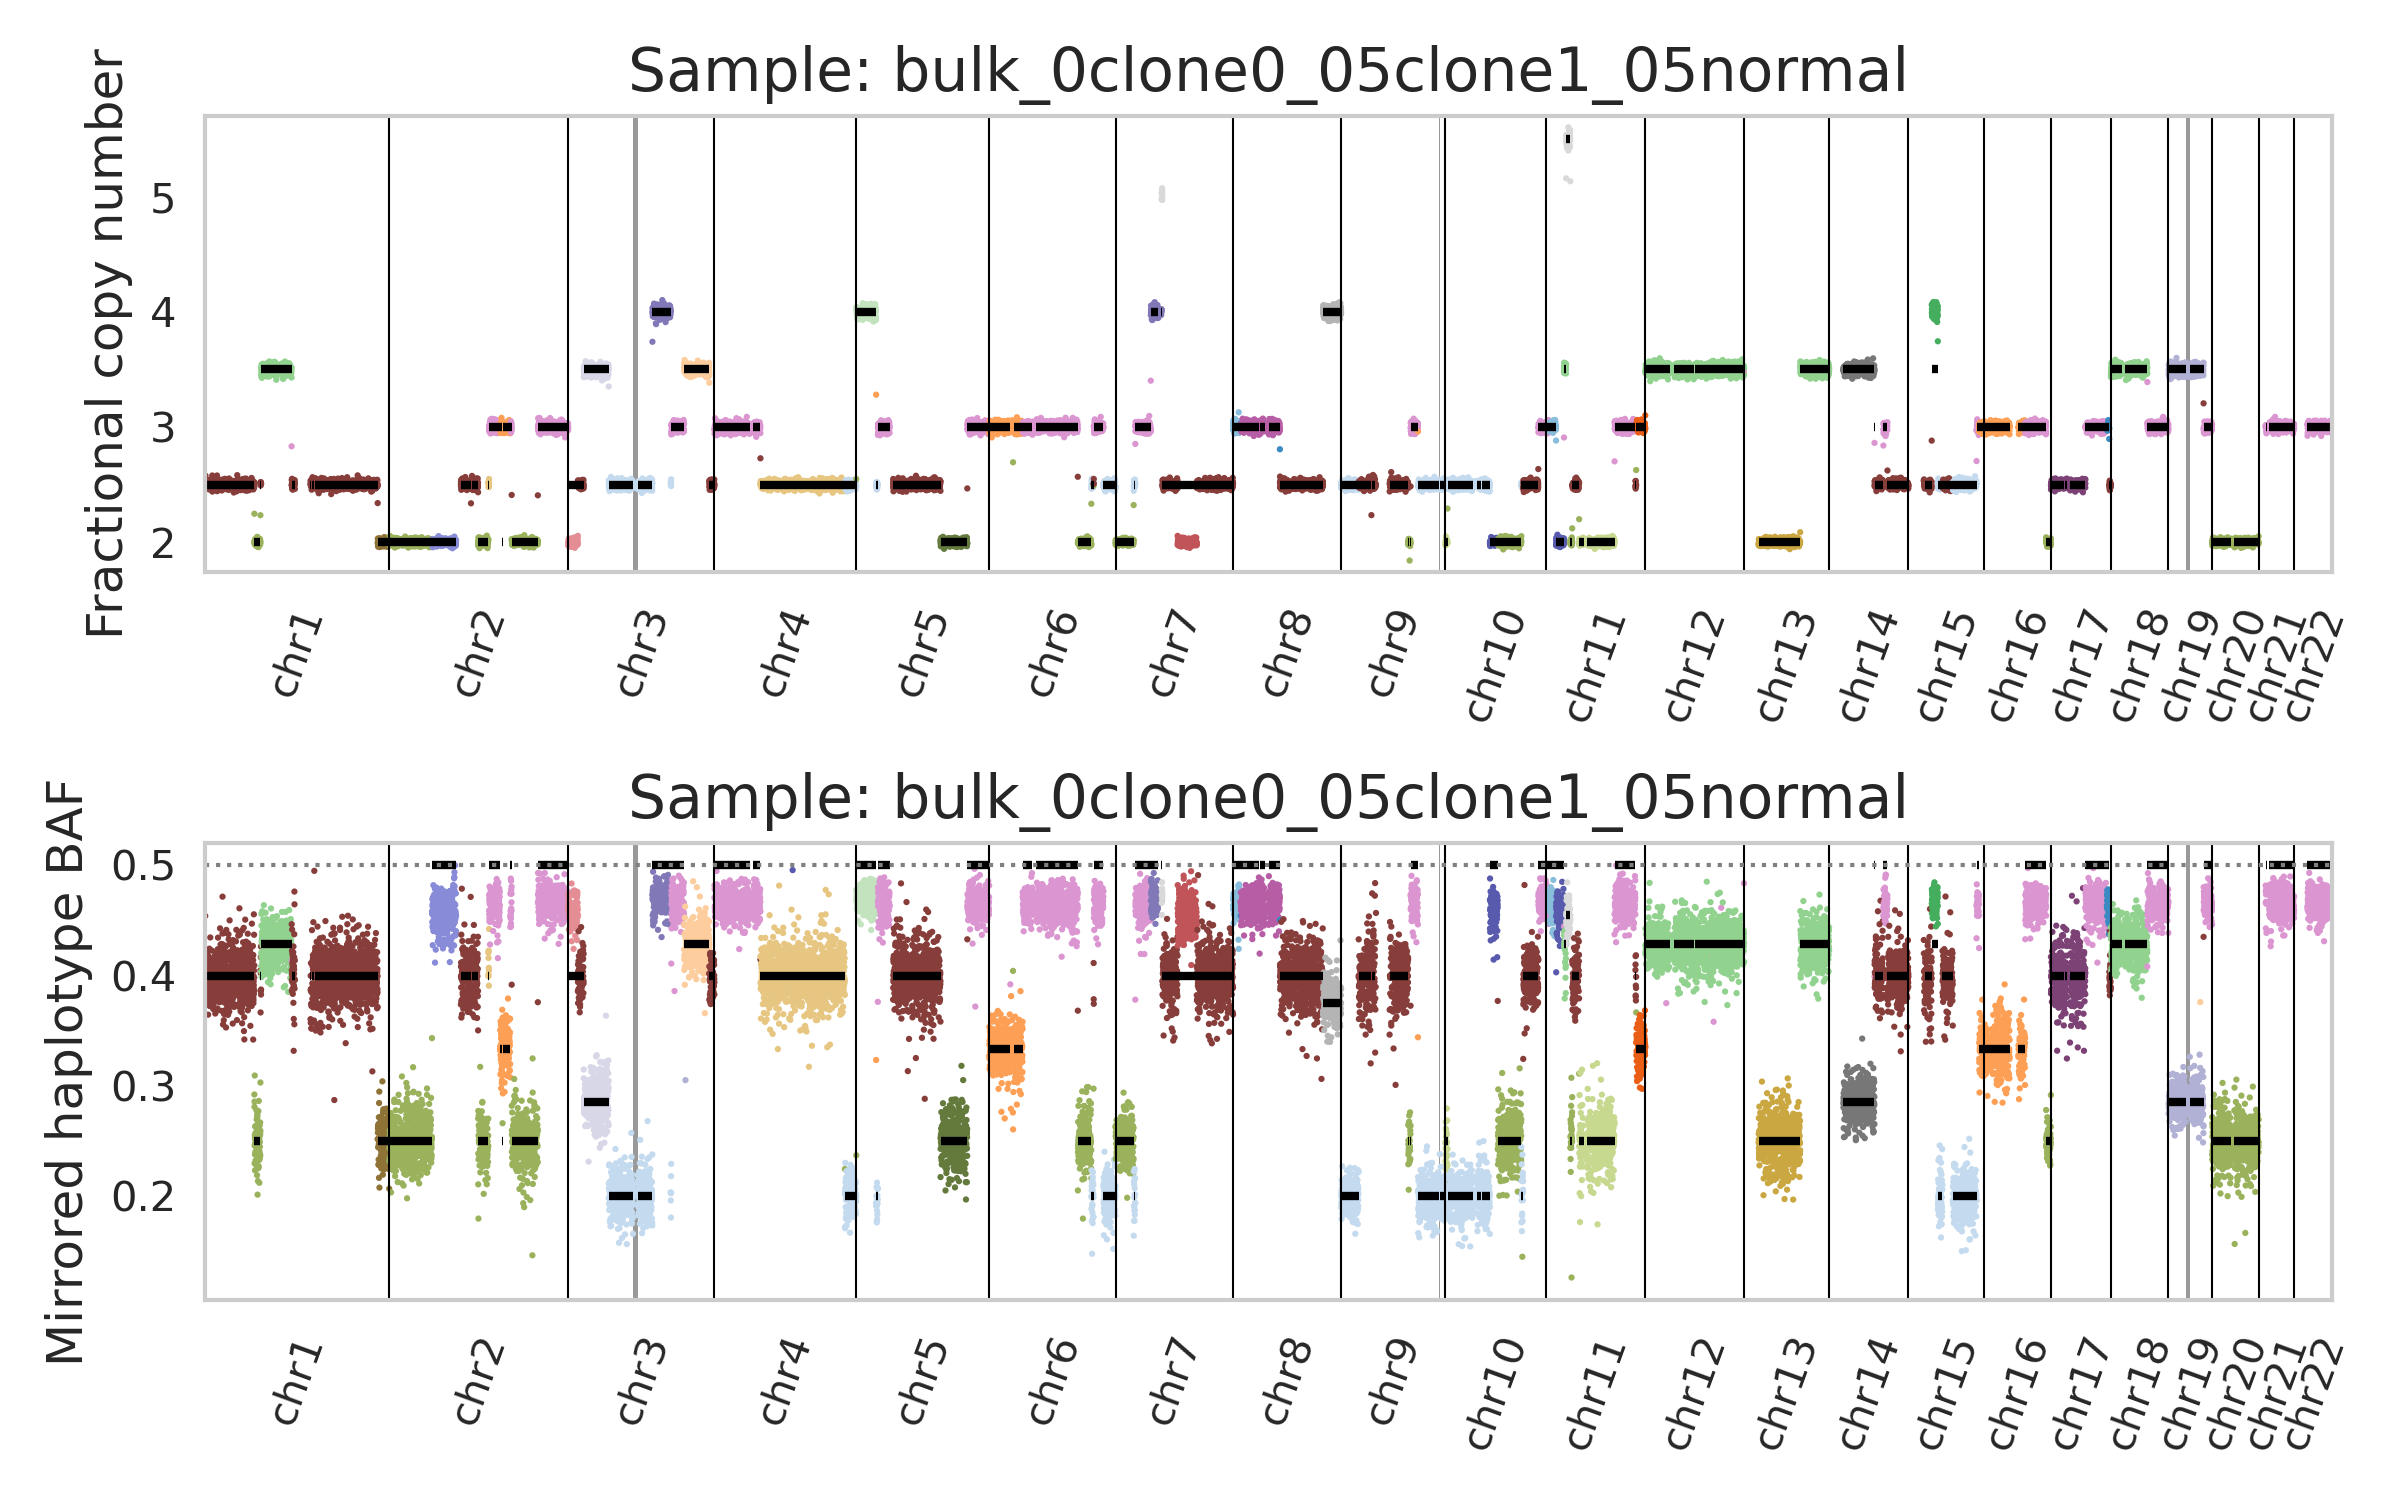 Sample: bulk_0clone0_05clone1_05normal
Fractional copy number
5
4
3
2
chr1 chr2 chr3 chr4 chr5 chr6 chr7 chr8 chr9 chr10 chr11 chr12 chr13 chr14 chr15 chr16 chr17 chr18 chr19 chr20 chr21 chr22
Sample: bulk_0clone0_05clone1_05normal
Mirrored haplotype BAF
0.5
0.4
0.3
0.2
chr1 chr2 chr3 chr4 chr5 chr6 chr7 chr8 chr9 chr10 chr11 chr12 chr13 chr14 chr15 chr16 chr17 chr18 chr19 chr20 chr21 chr22